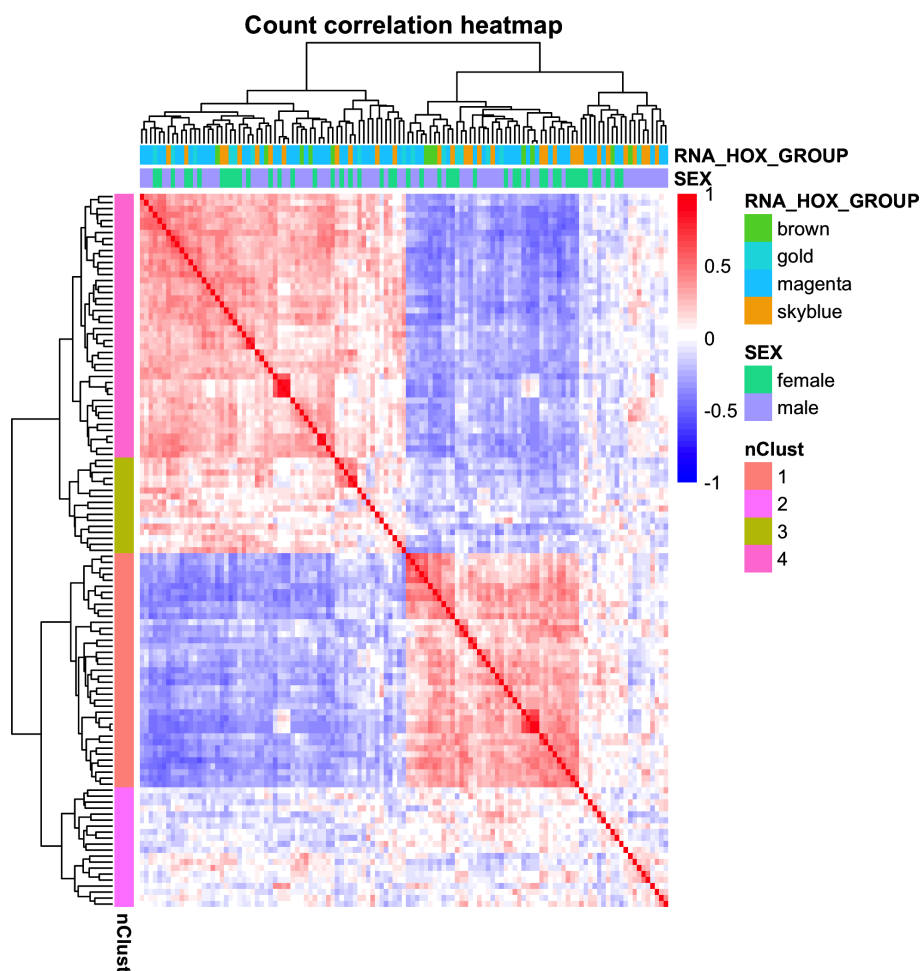 Count correlation heatmap
RNA_HOX_GROUP
SEX
1
0.5
0
-0.5
-1
RNA_HOX_GROUP
brown
gold
magenta
skyblue
SEX
female
male
nClust
1
2
3
4
nClust